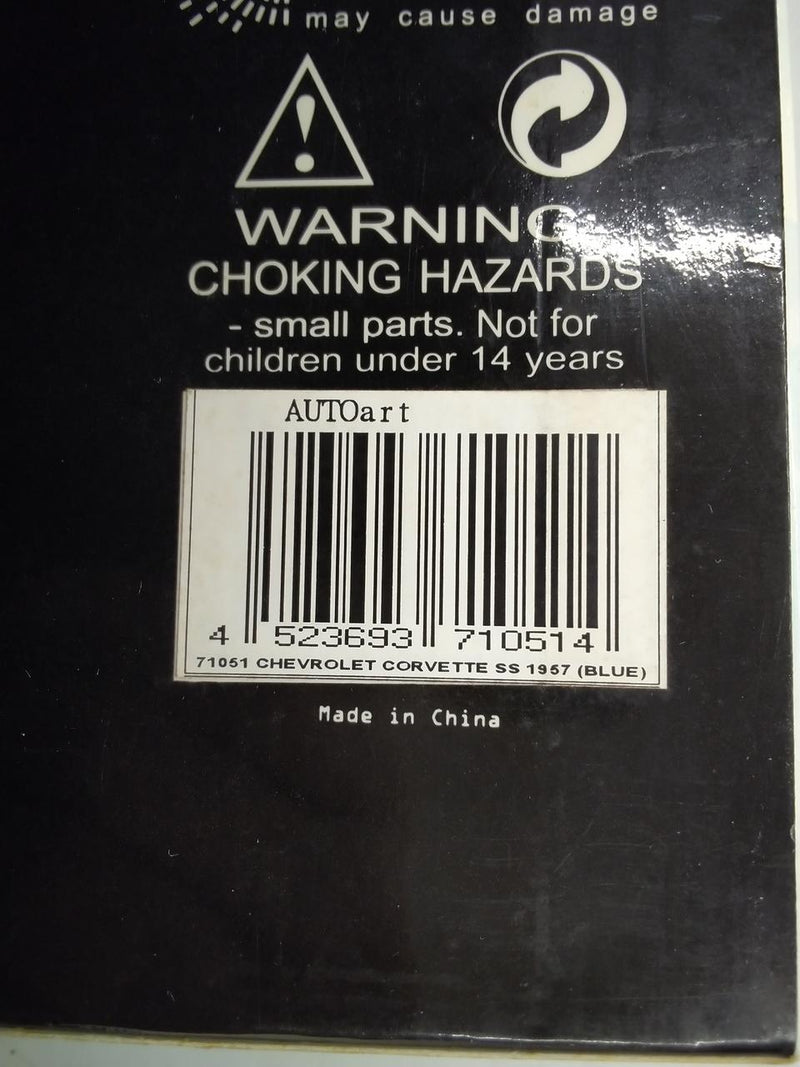 may cause damage
WARNING
CHOKING HAZARDS
- small parts. Not for
children under 14 years
AUTOart
4 523693 710514
71051 CHEVROLET CORVETTE SS 1957 (BLUE)
Made in China